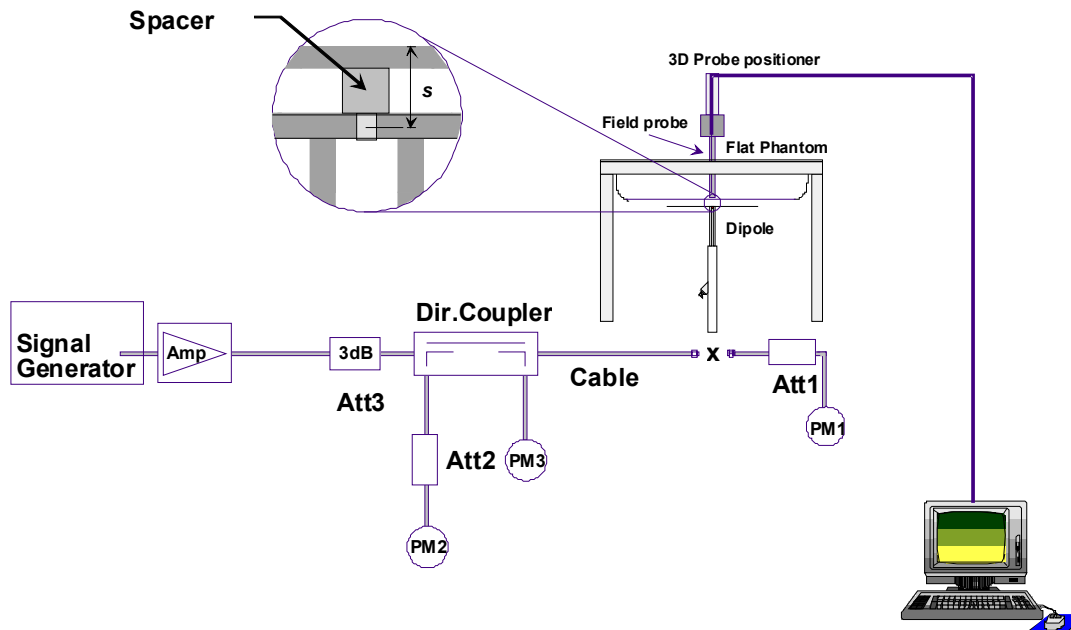 Spacer
s
3D Probe positioner
Field probe
Flat Phantom
Dipole
Dir.Coupler
Signal
Generator
Amp
3dB
Att3
Cable
x
Att1
PM1
Att2
PM3
PM2